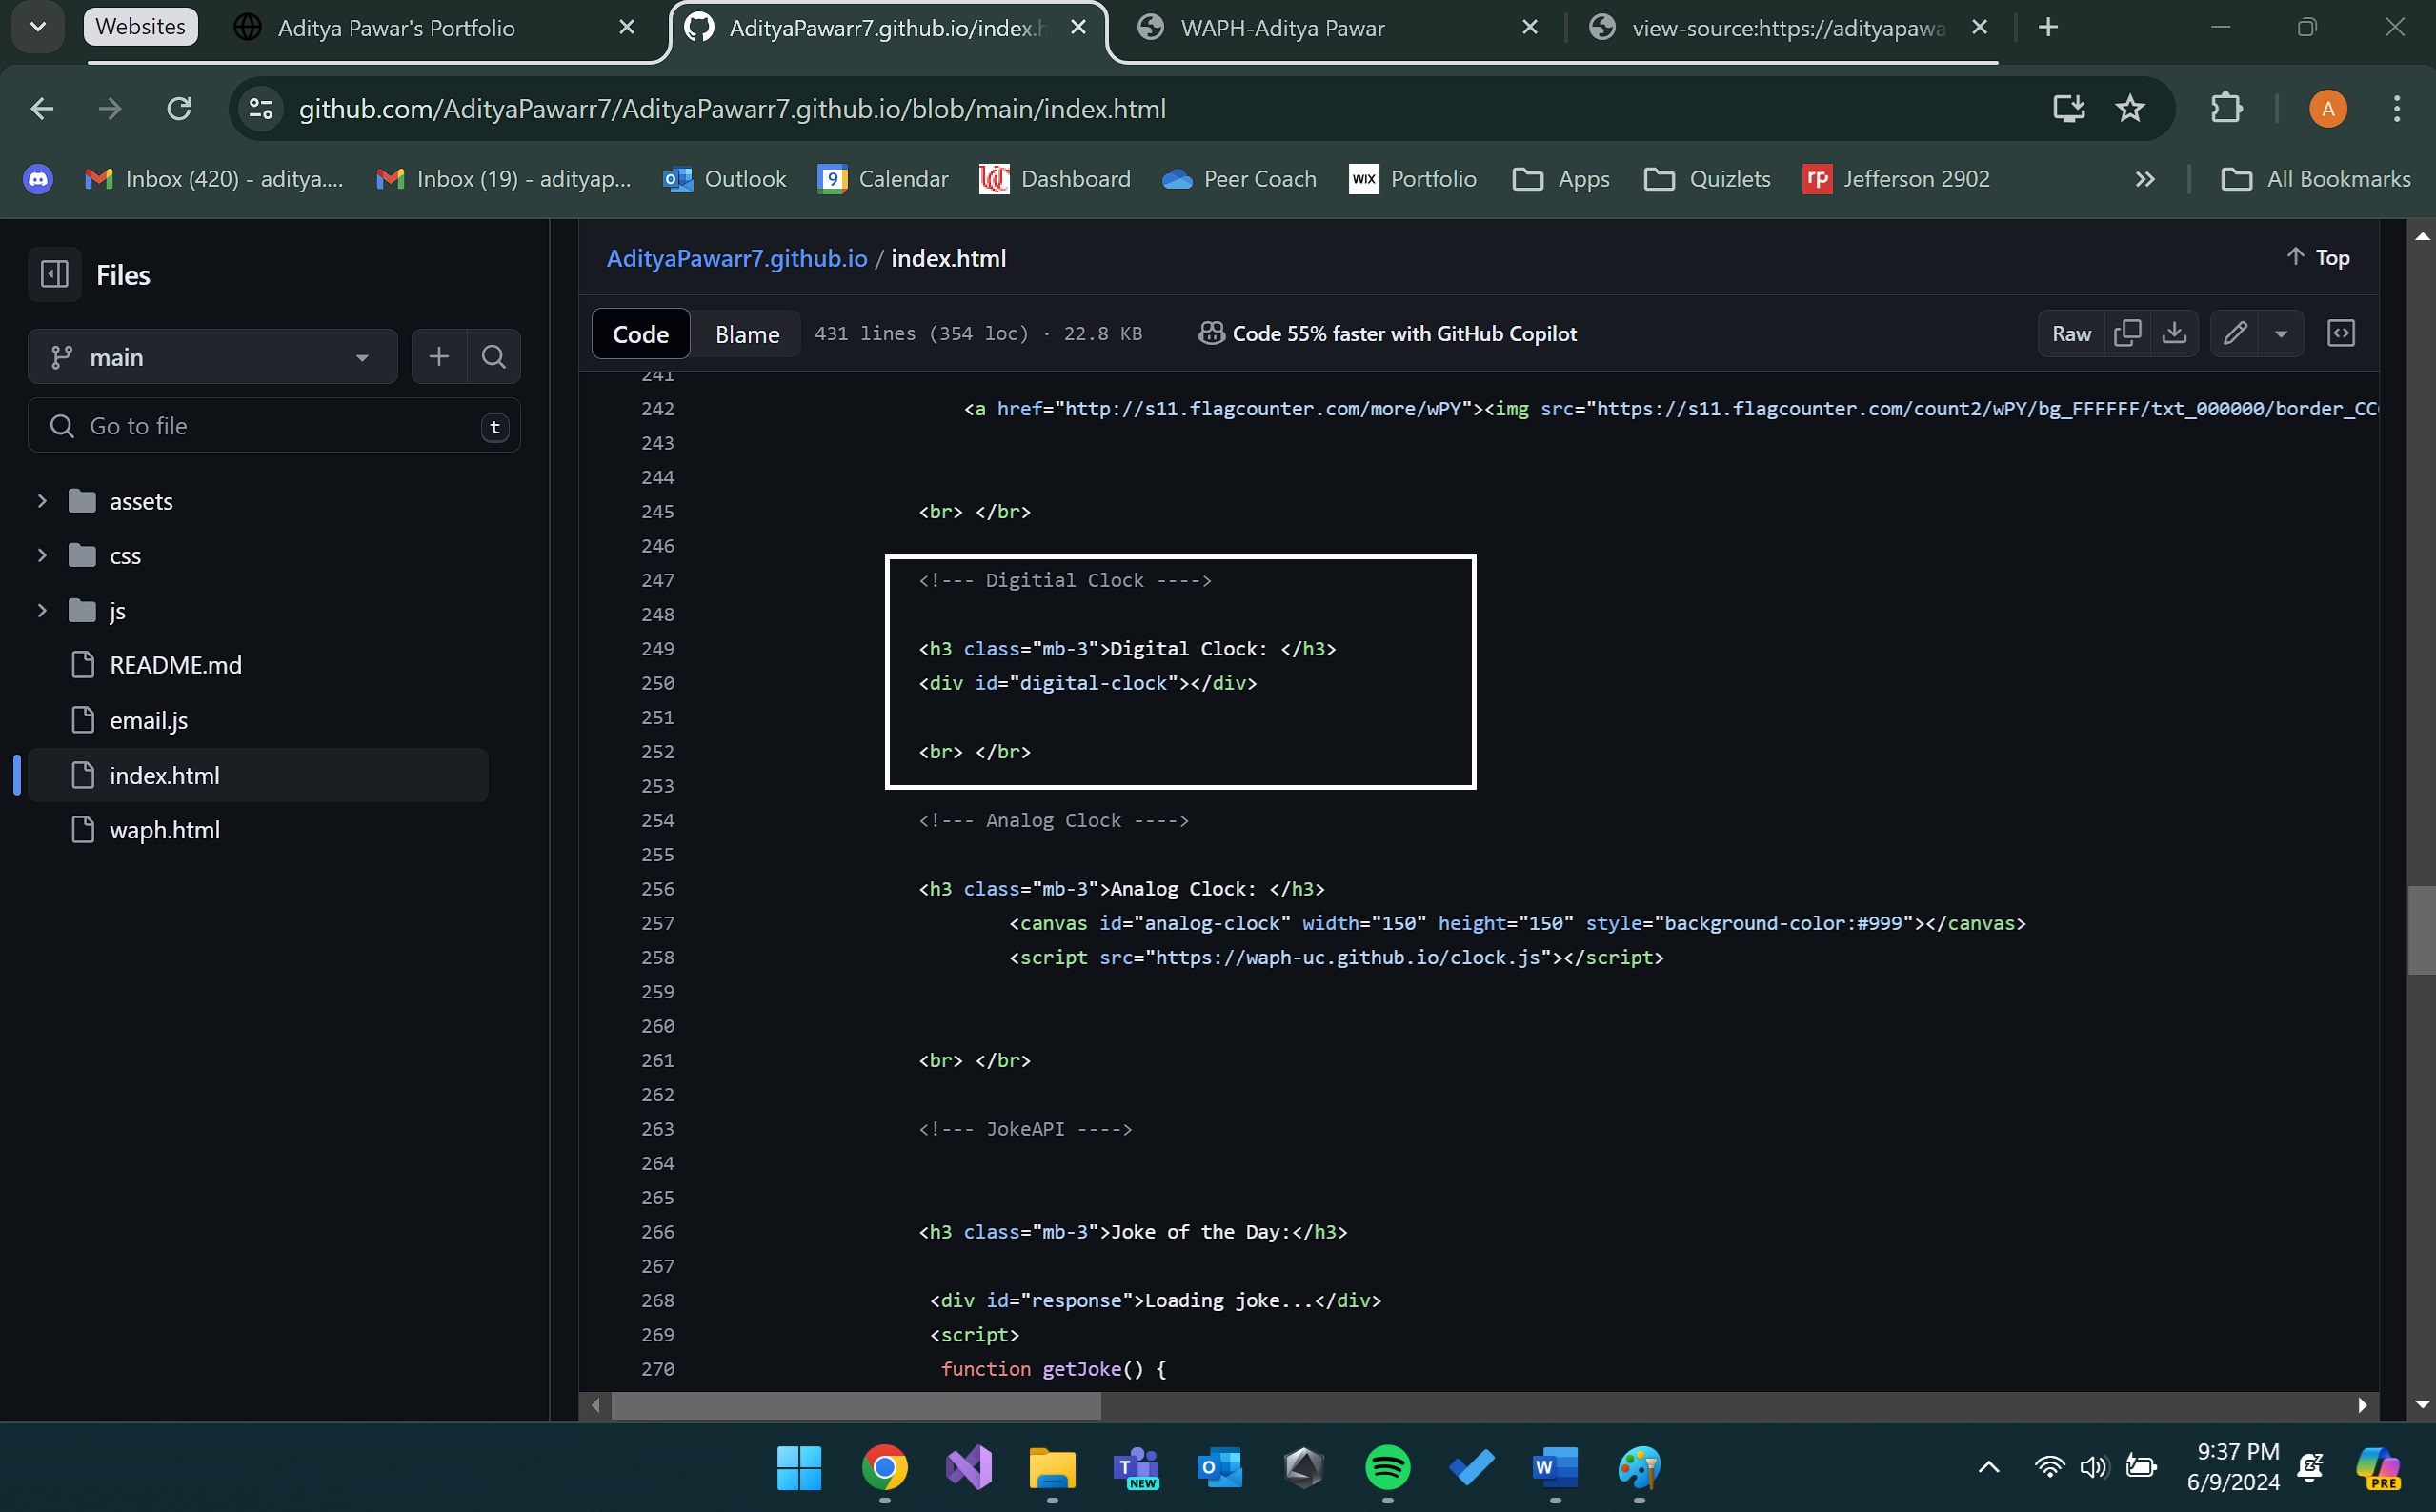 Websites
Aditya Pawar's Portfolio
AdityaPawarr7.github.io/index.h
WAPH-Aditya Pawar
view-source:https://adityapawa
github.com/AdityaPawarr7/AdityaPawarr7.github.io/blob/main/index.html
A
Inbox (420) - aditya....
Inbox (19) - adityap...
Outlook
9
Calendar
Dashboard
Peer Coach
WIX
Portfolio
Apps
Quizlets
rp
Jefferson 2902
All Bookmarks
Files
main
Go to file
t
assets
css
js
README.md
email.js
index.html
waph.html
AdityaPawarr7.github.io / index.html
Top
Code
Blame
431 lines (354 loc) · 22.8 KB
Code 55% faster with GitHub Copilot
Raw
241
242 <a href="http://s11.flagcounter.com/more/wPY"><img src="https://s11.flagcounter.com/count2/wPY/bg_FFFFFF/txt_000000/border_CC
243
244
245 <br> </br>
246
247 <!--- Digitial Clock ---->
248
249 <h3 class="mb-3">Digital Clock: </h3>
250 <div id="digital-clock"></div>
251
252 <br> </br>
253
254 <!--- Analog Clock ---->
255
256 <h3 class="mb-3">Analog Clock: </h3>
257 <canvas id="analog-clock" width="150" height="150" style="background-color:#999"></canvas>
258 <script src="https://waph-uc.github.io/clock.js"></script>
259
260
261 <br> </br>
262
263 <!--- JokeAPI ---->
264
265
266 <h3 class="mb-3">Joke of the Day:</h3>
267
268 <div id="response">Loading joke...</div>
269 <script>
270 function getJoke() {
T
NEW
W
9:37 PM
6/9/2024
PRE